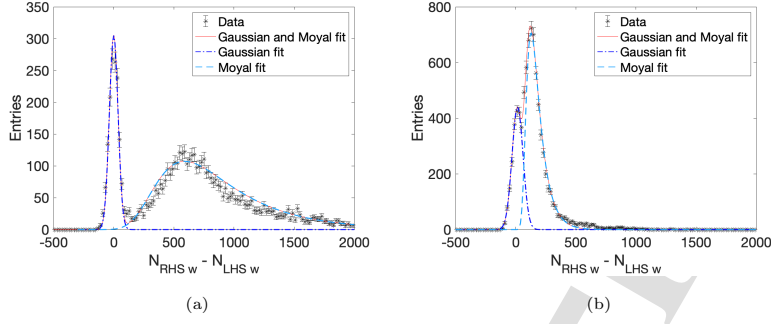 350
300
250
200
150
100
50
0
Entries
-500 0 500 1000 1500 2000
N_RHS w - N_LHS w
Data
Gaussian and Moyal fit
Gaussian fit
Moyal fit
(a)
800
600
400
200
0
Entries
-500 0 500 1000 1500 2000
N_RHS w - N_LHS w
Data
Gaussian and Moyal fit
Gaussian fit
Moyal fit
(b)